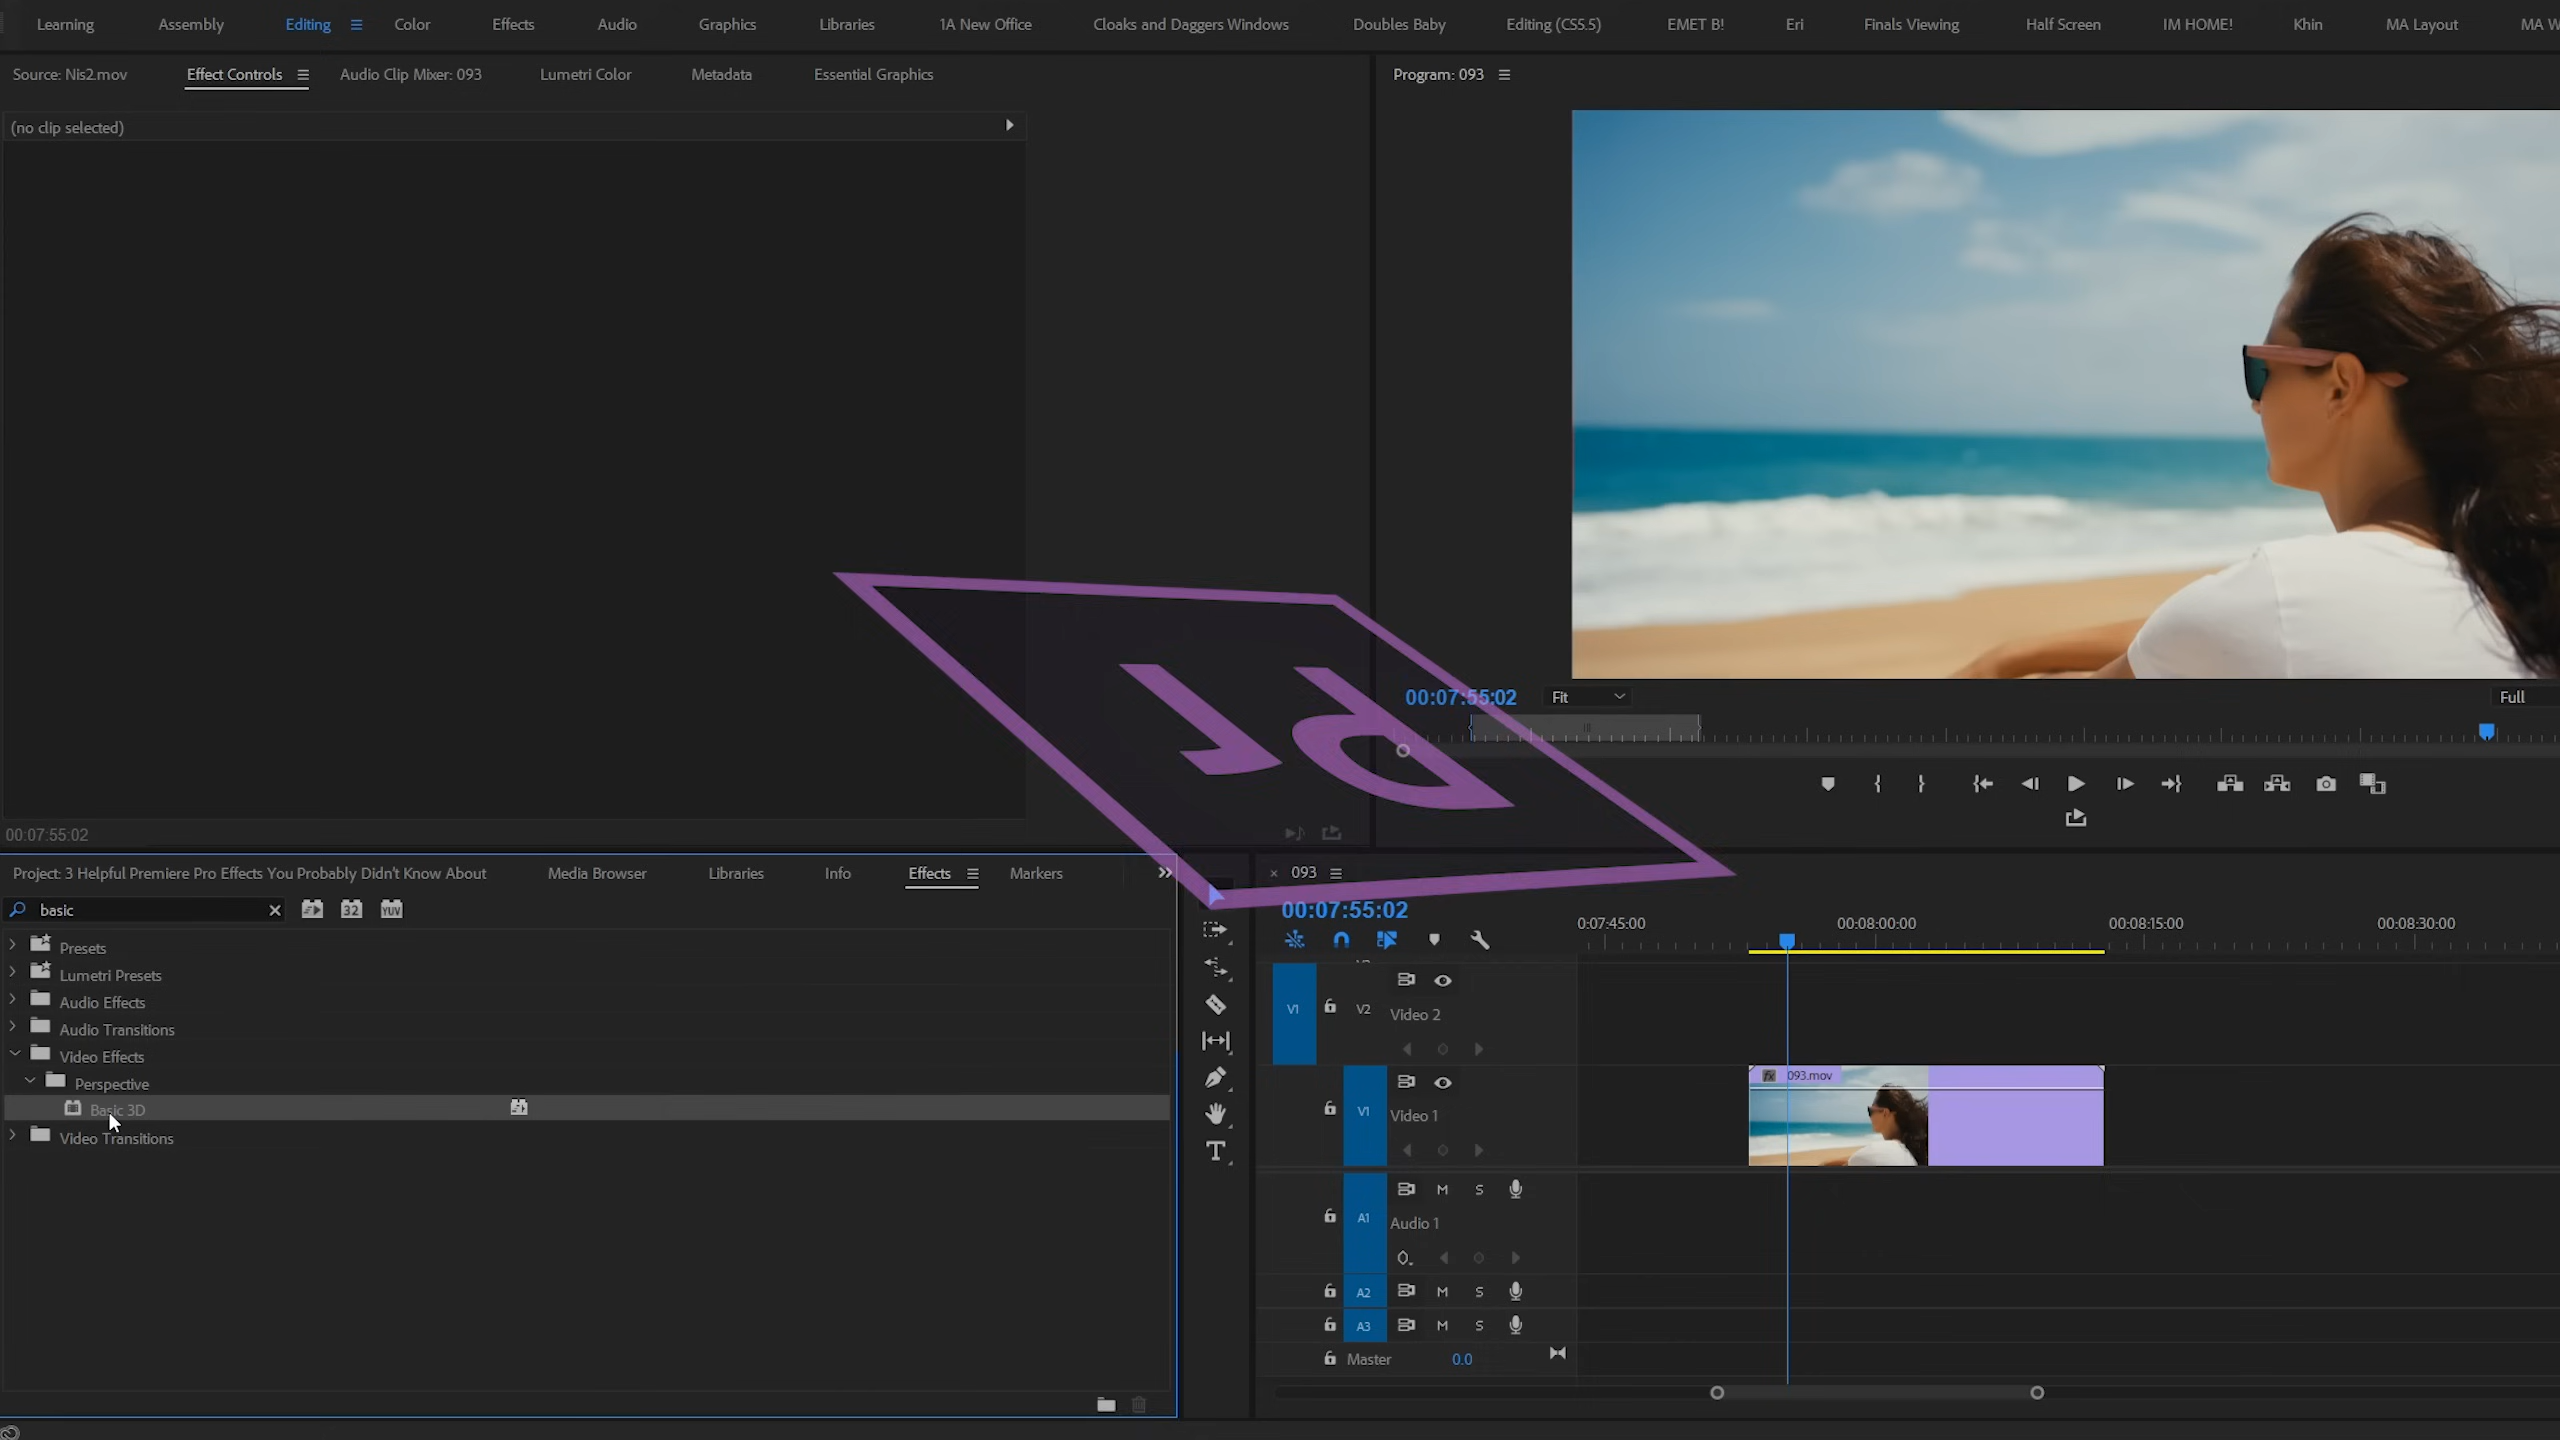 Learning Assembly Editing Color Effects Audio Graphics Libraries 1A New Office Cloaks and Daggers Windows Doubles Baby Editing (CS5.5) EMET B! Eri Finals Viewing Half Screen IM HOME! Khin MA Layout MA W
Source: Nis2.mov Effect Controls Audio Clip Mixer: 093 Lumetri Color Metadata Essential Graphics
Program: 093
(no clip selected)
Pr
00:07:55:02 Fit Full
00:07:55:02
Project: 3 Helpful Premiere Pro Effects You Probably Didn't Know About Media Browser Libraries Info Effects Markers
basic
32
YUV
Presets
Lumetri Presets
Audio Effects
Audio Transitions
Video Effects
Perspective
Basic 3D
Video Transitions
T
093
00:07:55:02
0:07:45:00 00:08:00:00 00:08:15:00 00:08:30:00
V1 V2 Video 2
V1 Video 1
fx 093.mov
A1 M S
Audio 1
A2 M S
A3 M S
Master 0.0